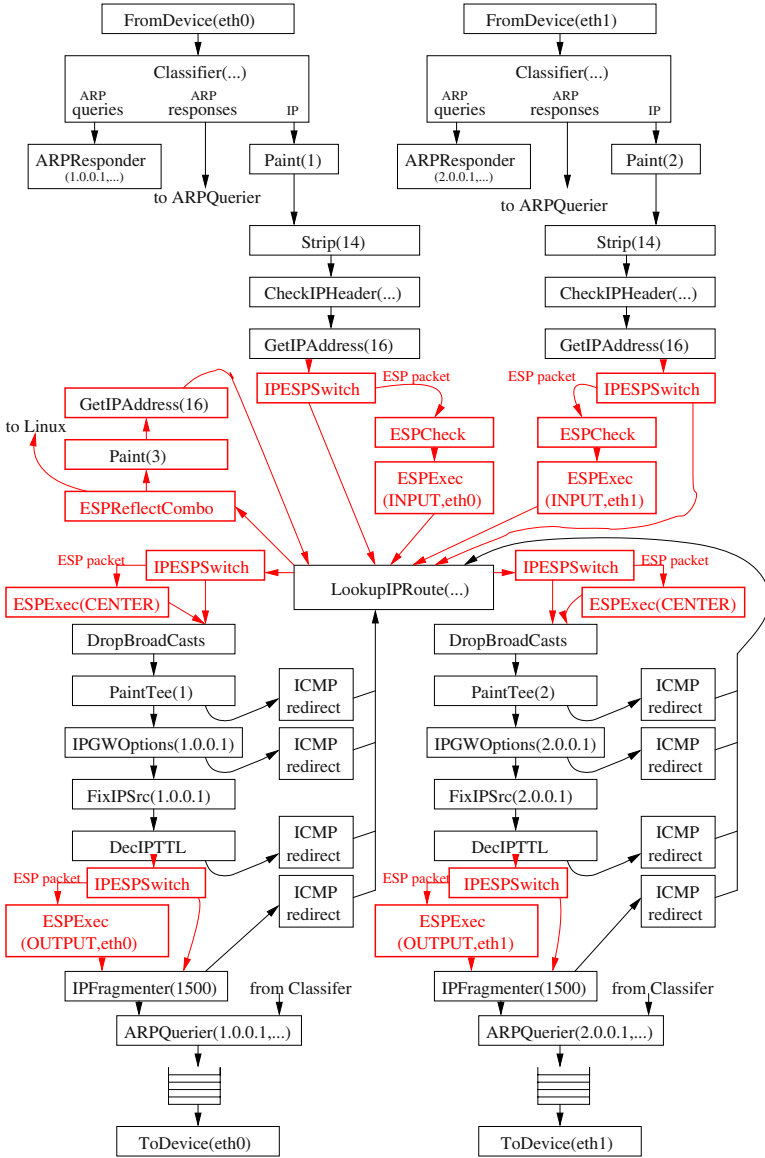 FromDevice(eth0)
FromDevice(eth1)
Classifier(...)
ARP queries
ARP responses
IP
Classifier(...)
ARP queries
ARP responses
IP
ARPResponder
(1.0.0.1,...)
Paint(1)
ARPResponder
(2.0.0.1,...)
Paint(2)
to ARPQuerier
to ARPQuerier
Strip(14)
Strip(14)
CheckIPHeader(...)
CheckIPHeader(...)
GetIPAddress(16)
GetIPAddress(16)
IPESPSwitch
ESP packet
ESP packet
IPESPSwitch
GetIPAddress(16)
to Linux
ESPCheck
ESPCheck
Paint(3)
ESPExec
(INPUT,eth0)
ESPExec
(INPUT,eth1)
ESPReflectCombo
ESP packet
IPESPSwitch
LookupIPRoute(...)
IPESPSwitch
ESP packet
ESPExec(CENTER)
ESPExec(CENTER)
DropBroadCasts
DropBroadCasts
PaintTee(1)
ICMP
redirect
PaintTee(2)
ICMP
redirect
IPGWOptions(1.0.0.1)
ICMP
redirect
IPGWOptions(2.0.0.1)
ICMP
redirect
FixIPSrc(1.0.0.1)
FixIPSrc(2.0.0.1)
DecIPTTL
ICMP
redirect
DecIPTTL
ICMP
redirect
ESP packet
IPESPSwitch
ICMP
redirect
ESP packet
IPESPSwitch
ICMP
redirect
ESPExec
(OUTPUT,eth0)
ESPExec
(OUTPUT,eth1)
IPFragmenter(1500)
from Classifer
IPFragmenter(1500)
from Classifer
ARPQuerier(1.0.0.1,...)
ARPQuerier(2.0.0.1,...)
ToDevice(eth0)
ToDevice(eth1)